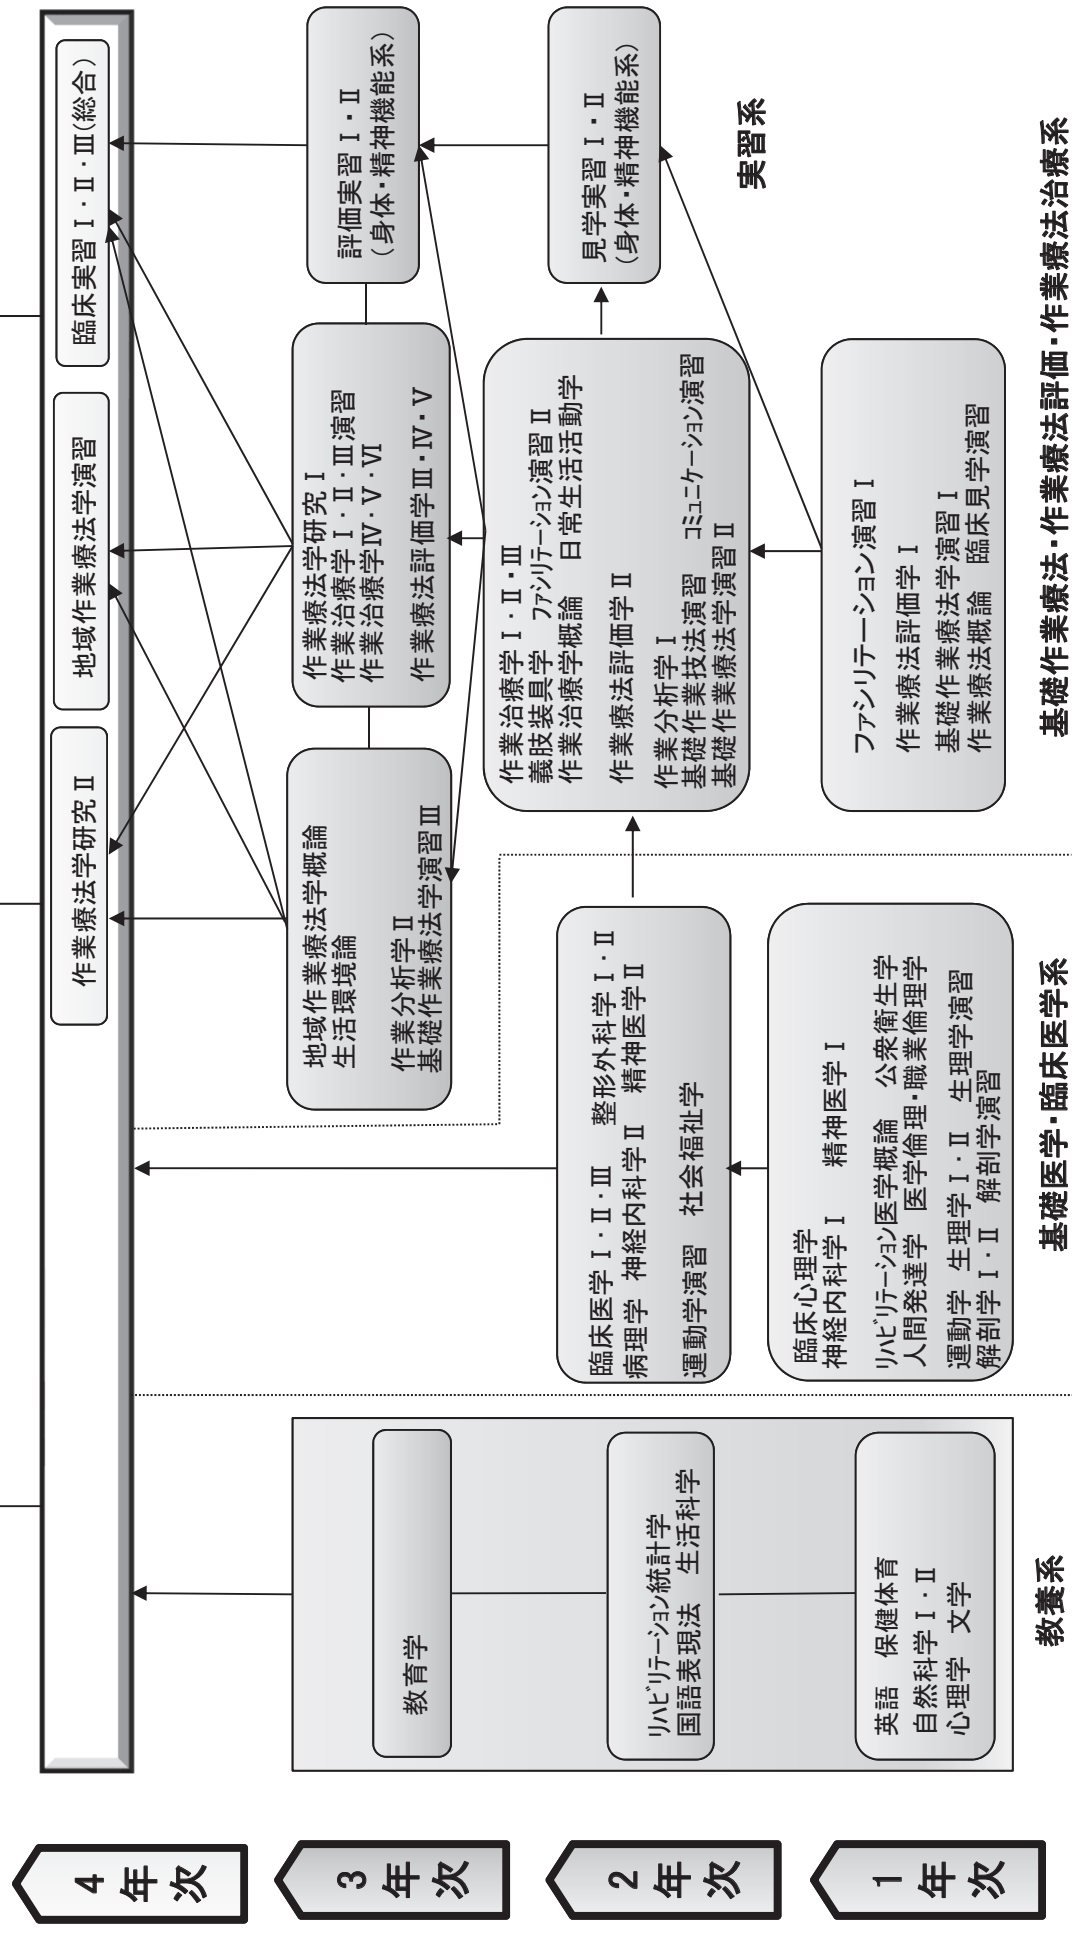 4年次
作業療法学研究Ⅱ
地域作業療法学演習
臨床実習Ⅰ・Ⅱ・Ⅲ(総合)
3年次
教育学
地域作業療法学概論
生活環境論
作業分析学Ⅱ
基礎作業療法学演習Ⅲ
作業療法学研究Ⅰ
作業治療学Ⅰ・Ⅱ・Ⅲ演習
作業治療学Ⅳ・Ⅴ・Ⅵ
作業療法評価学Ⅲ・Ⅳ・Ⅴ
評価実習Ⅰ・Ⅱ
(身体・精神機能系)
2年次
リハビリテーション統計学
国語表現法 生活科学
臨床医学Ⅰ・Ⅱ・Ⅲ 整形外科学Ⅰ・Ⅱ
病理学 神経内科学Ⅱ 精神医学Ⅱ
運動学演習 社会福祉学
作業治療学Ⅰ・Ⅱ・Ⅲ
義肢装具学 ファシリテーション演習Ⅱ
作業治療学概論 日常生活活動学
作業療法評価学Ⅱ
作業分析学Ⅰ
基礎作業技法演習 コミュニケーション演習
基礎作業療法学演習Ⅱ
見学実習Ⅰ・Ⅱ
(身体・精神機能系)
1年次
英語 保健体育
自然科学Ⅰ・Ⅱ
心理学 文学
臨床心理学
神経内科学Ⅰ 精神医学Ⅰ
リハビリテーション医学概論 公衆衛生学
人間発達学 医学倫理・職業倫理学
運動学 生理学Ⅰ・Ⅱ 生理学演習
解剖学Ⅰ・Ⅱ 解剖学演習
ファシリテーション演習Ⅰ
作業療法評価学Ⅰ
基礎作業療法学演習Ⅰ
作業療法概論 臨床見学演習
実習系
教養系
基礎医学・臨床医学系
基礎作業療法・作業療法評価・作業療法治療系